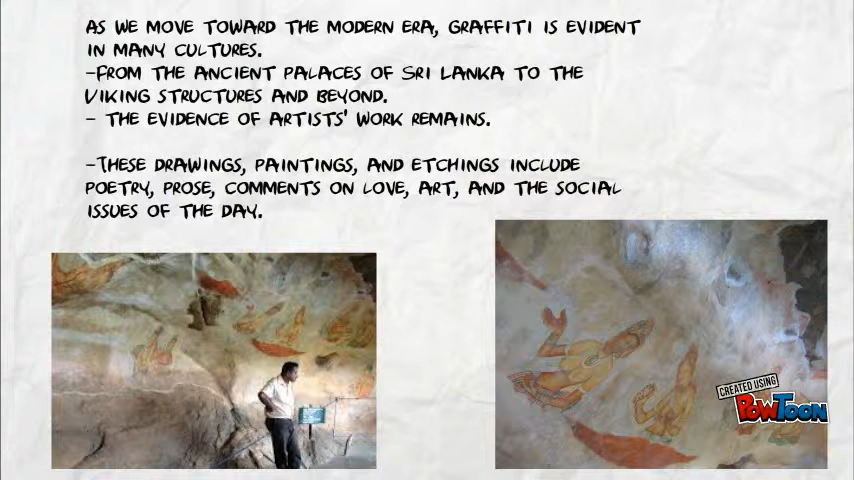 AS WE MOVE TOWARD THE MODERN ERA, GRAFFITI IS EVIDENT
IN MANY CULTURES.
-FROM THE ANCIENT PALACES OF SRI LANKA TO THE
VIKING STRUCTURES AND BEYOND.
- THE EVIDENCE OF ARTISTS' WORK REMAINS.
-THESE DRAWINGS, PAINTINGS, AND ETCHINGS INCLUDE
POETRY, PROSE, COMMENTS ON LOVE, ART, AND THE SOCIAL
ISSUES OF THE DAY.
CREATED USING
POWTOON